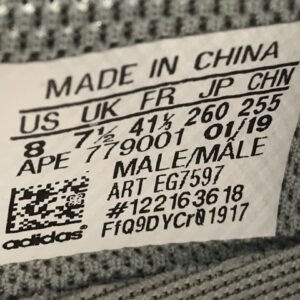 MADE IN CHINA
US UK FR JP CHN
8 7½ 41⅓ 260 255
APE 779001 01/19
MALE/MÂLE
ART EG7597
#122163618
FfQ9DYCr01917
adidas